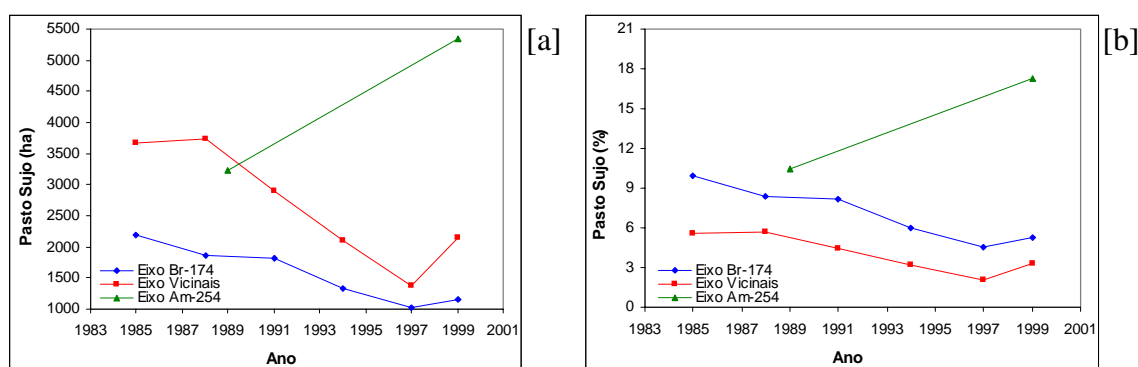 [a]
Pasto Sujo (ha)
5500
5000
4500
4000
3500
3000
2500
2000
1500
1000
Eixo Br-174
Eixo Vicinais
Eixo Am-254
1983 1985 1987 1989 1991 1993 1995 1997 1999 2001
Ano
[b]
Pasto Sujo (%)
21
18
15
12
9
6
3
0
Eixo Br-174
Eixo Vicinais
Eixo Am-254
1983 1985 1987 1989 1991 1993 1995 1997 1999 2001
Ano